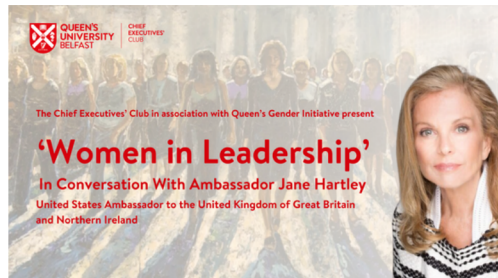 QUEEN'S
UNIVERSITY
BELFAST
CHIEF
EXECUTIVES'
CLUB
The Chief Executives' Club in association with Queen's Gender Initiative present
'Women in Leadership'
In Conversation With Ambassador Jane Hartley
United States Ambassador to the United Kingdom of Great Britain
and Northern Ireland